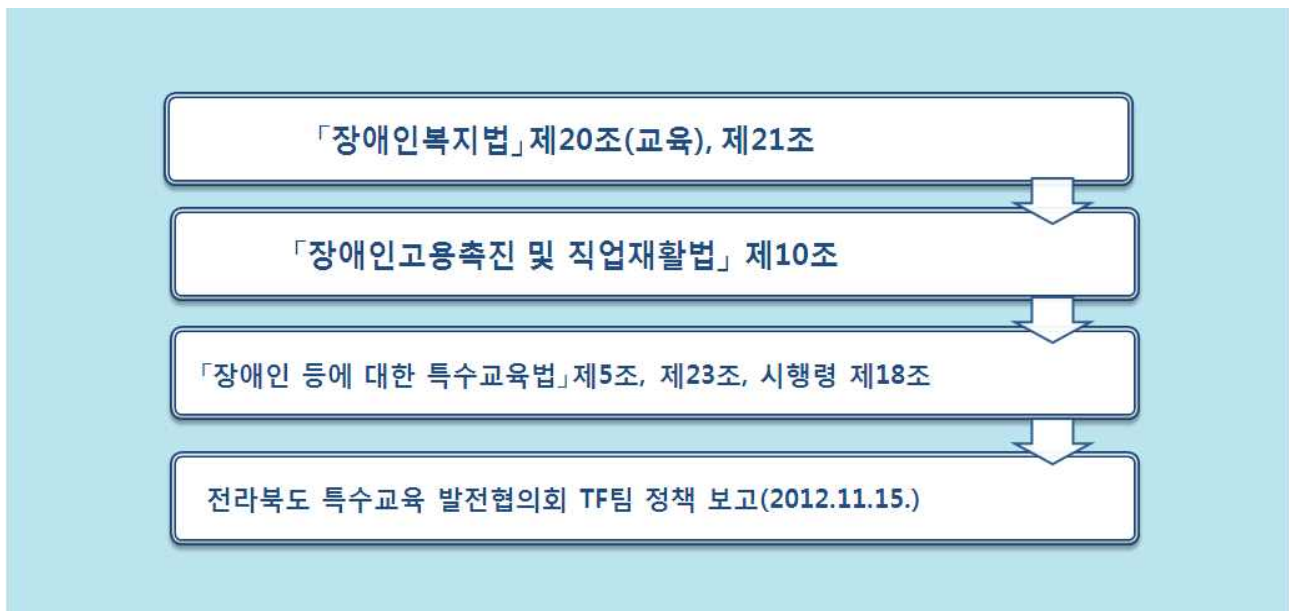 「장애인복지법」제20조(교육), 제21조
「장애인고용촉진 및 직업재활법」 제10조
「장애인 등에 대한 특수교육법」제5조, 제23조, 시행령 제18조
전라북도 특수교육 발전협의회 TF팀 정책 보고(2012.11.15.)